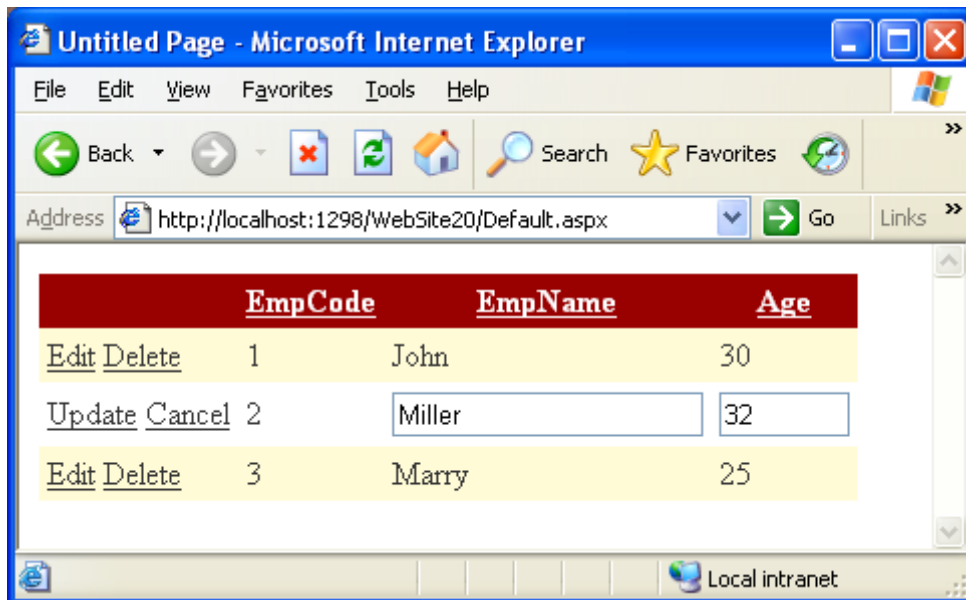 Untitled Page - Microsoft Internet Explorer
File Edit View Favorites Tools Help
Back Search Favorites »
Address http://localhost:1298/WebSite20/Default.aspx Go Links »
EmpCode EmpName Age
Edit Delete 1 John 30
Update Cancel 2 Miller 32
Edit Delete 3 Marry 25
Local intranet